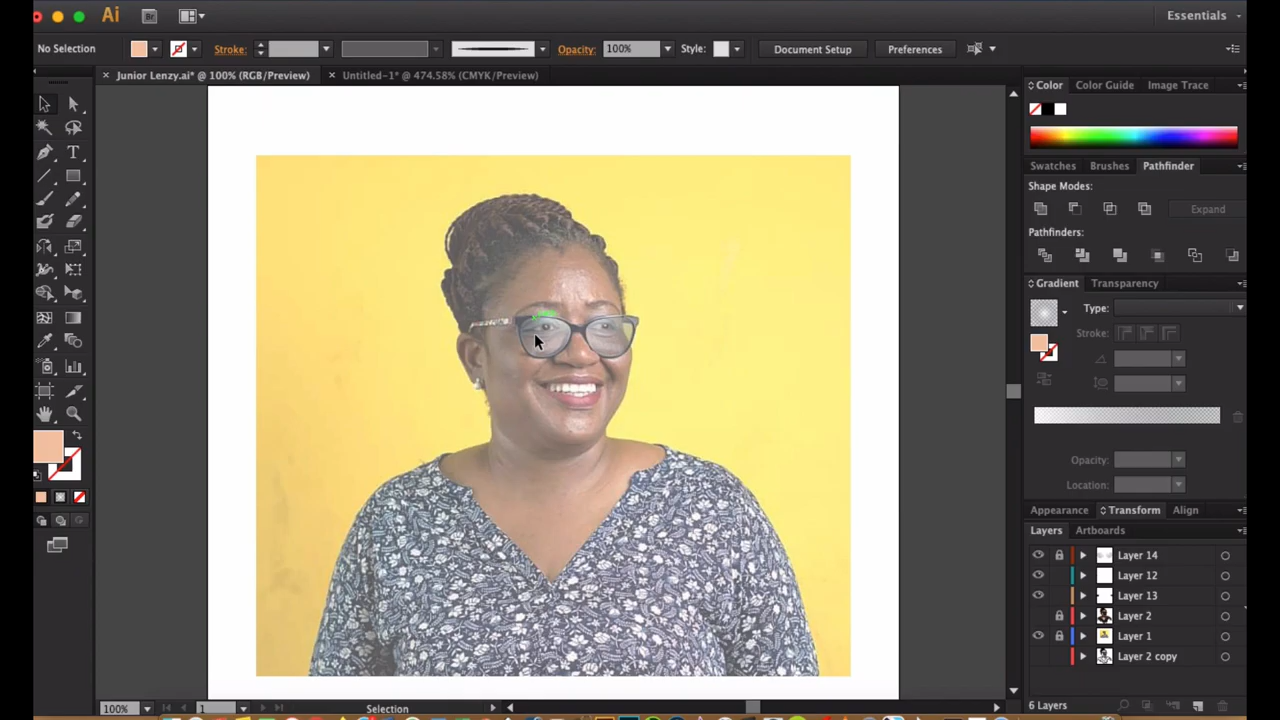 Ai Br Essentials
No Selection Stroke: Opacity: 100% Style: Document Setup Preferences
× Junior Lenzy.ai* @ 100% (RGB/Preview) × Untitled-1* @ 474.58% (CMYK/Preview)
Color Color Guide Image Trace
Swatches Brushes Pathfinder
Shape Modes:
Expand
Pathfinders:
Gradient Transparency
Type:
Stroke:
Opacity:
Location:
Appearance Transform Align
Layers Artboards
Layer 14
Layer 12
Layer 13
Layer 2
Layer 1
Layer 2 copy
6 Layers
100% 1 Selection